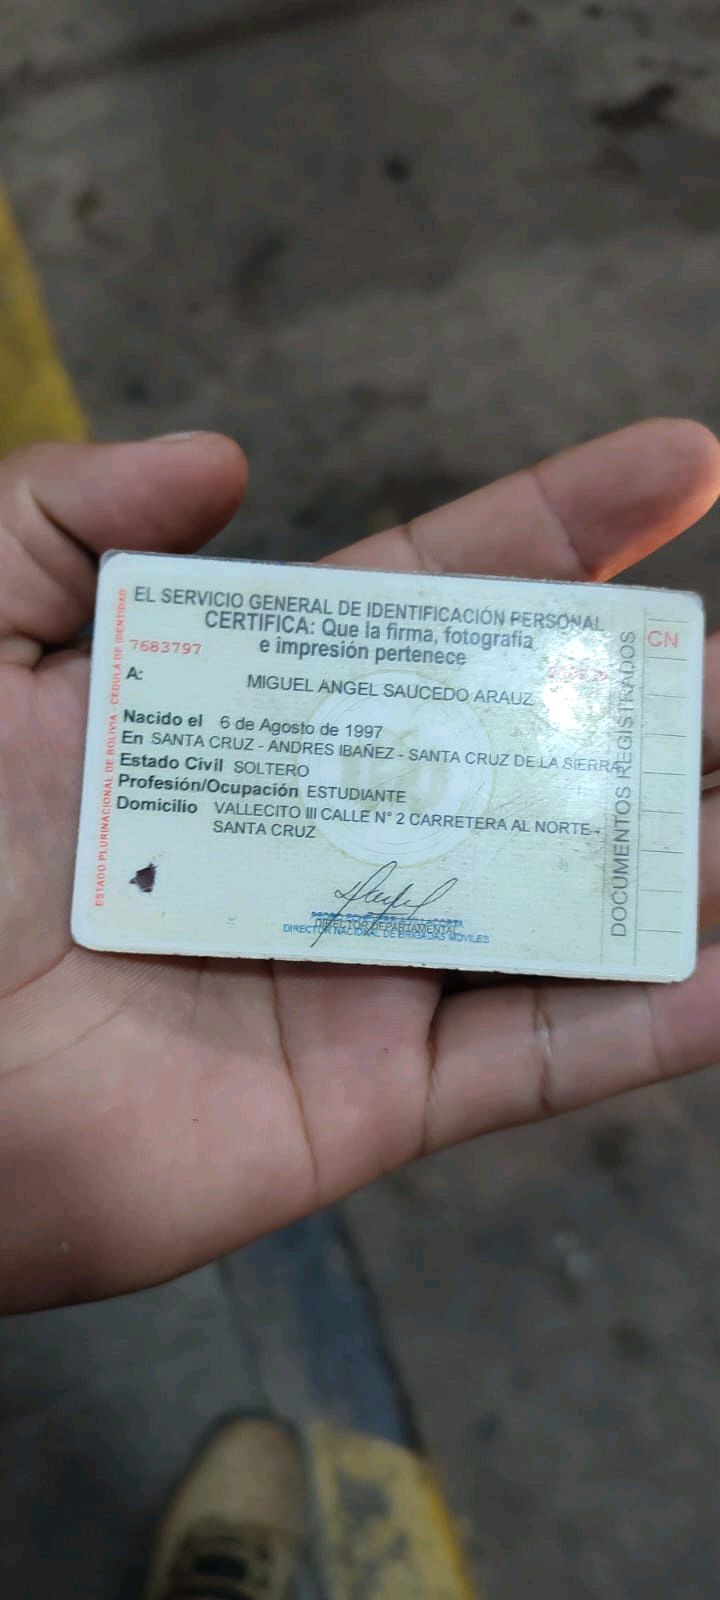 EL SERVICIO GENERAL DE IDENTIFICACIÓN PERSONAL
CERTIFICA: Que la firma, fotografía
e impresión pertenece
7683797
A:
MIGUEL ANGEL SAUCEDO ARAUZ
Nacido el 6 de Agosto de 1997
En SANTA CRUZ - ANDRES IBAÑEZ - SANTA CRUZ DE LA SIERRA
Estado Civil SOLTERO
Profesión/Ocupación ESTUDIANTE
Domicilio VALLECITO III CALLE N° 2 CARRETERA AL NORTE -
SANTA CRUZ
DIRECTOR DEPARTAMENTAL
DIRECTOR NACIONAL DE BRIGADAS MOVILES
ESTADO PLURINACIONAL DE BOLIVIA - CEDULA DE IDENTIDAD
DOCUMENTOS REGISTRADOS
CN